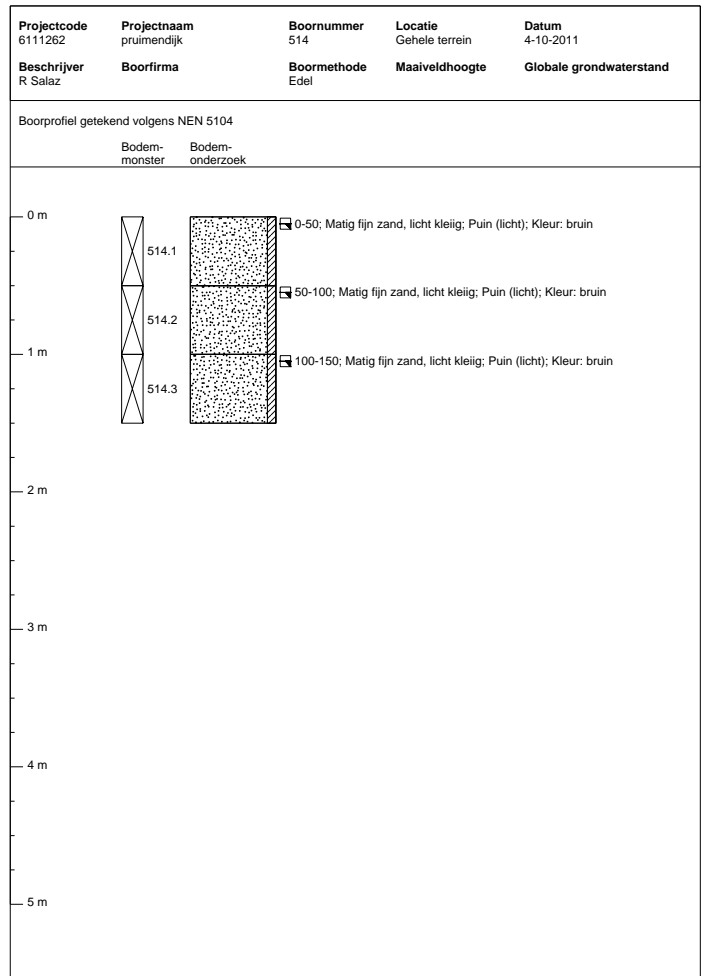 Projectcode Projectnaam Boornummer Locatie Datum
6111262 pruimendijk 514 Gehele terrein 4-10-2011
Beschrijver Boorfirma Boormethode Maaiveldhoogte Globale grondwaterstand
R Salaz Edel
Boorprofiel getekend volgens NEN 5104
Bodem- Bodem-
monster onderzoek
0 m
0-50; Matig fijn zand, licht kleiig; Puin (licht); Kleur: bruin
514.1
50-100; Matig fijn zand, licht kleiig; Puin (licht); Kleur: bruin
514.2
1 m
100-150; Matig fijn zand, licht kleiig; Puin (licht); Kleur: bruin
514.3
2 m
3 m
4 m
5 m